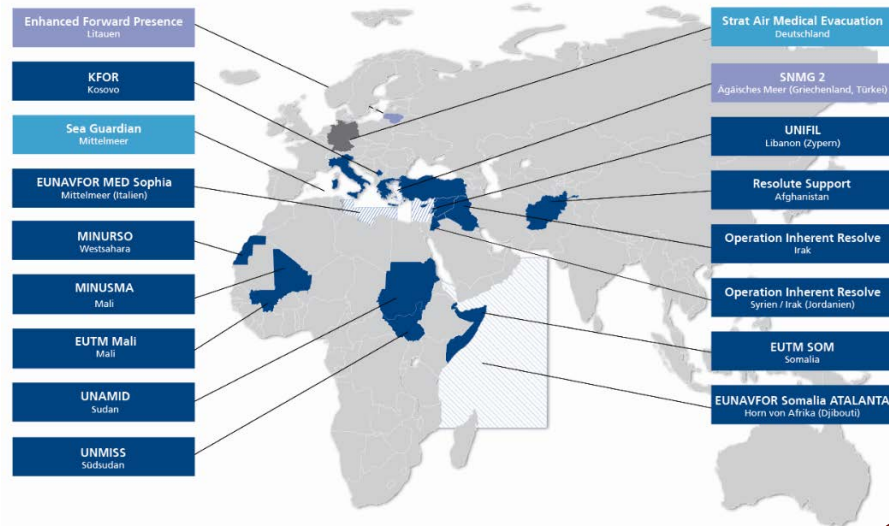 Enhanced Forward Presence
Litauen
KFOR
Kosovo
Sea Guardian
Mittelmeer
EUNAVFOR MED Sophia
Mittelmeer (Italien)
MINURSO
Westsahara
MINUSMA
Mali
EUTM Mali
Mali
UNAMID
Sudan
UNMISS
Südsudan
Strat Air Medical Evacuation
Deutschland
SNMG 2
Ägäisches Meer (Griechenland, Türkei)
UNIFIL
Libanon (Zypern)
Resolute Support
Afghanistan
Operation Inherent Resolve
Irak
Operation Inherent Resolve
Syrien / Irak (Jordanien)
EUTM SOM
Somalia
EUNAVFOR Somalia ATALANTA
Horn von Afrika (Djibouti)